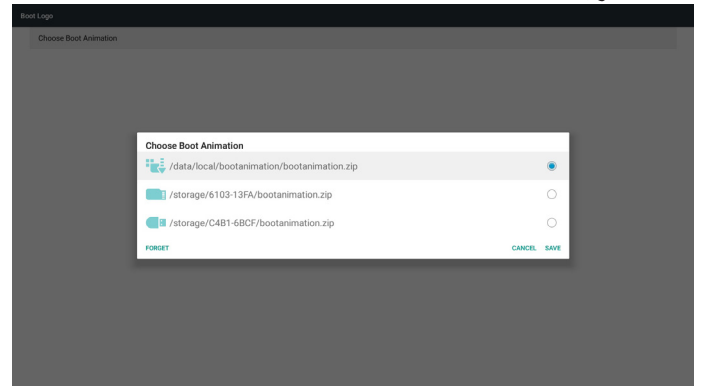 Boot Logo
Choose Boot Animation
Choose Boot Animation
/data/local/bootanimation/bootanimation.zip
/storage/6103-13FA/bootanimation.zip
/storage/C4B1-6BCF/bootanimation.zip
FORGET CANCEL SAVE